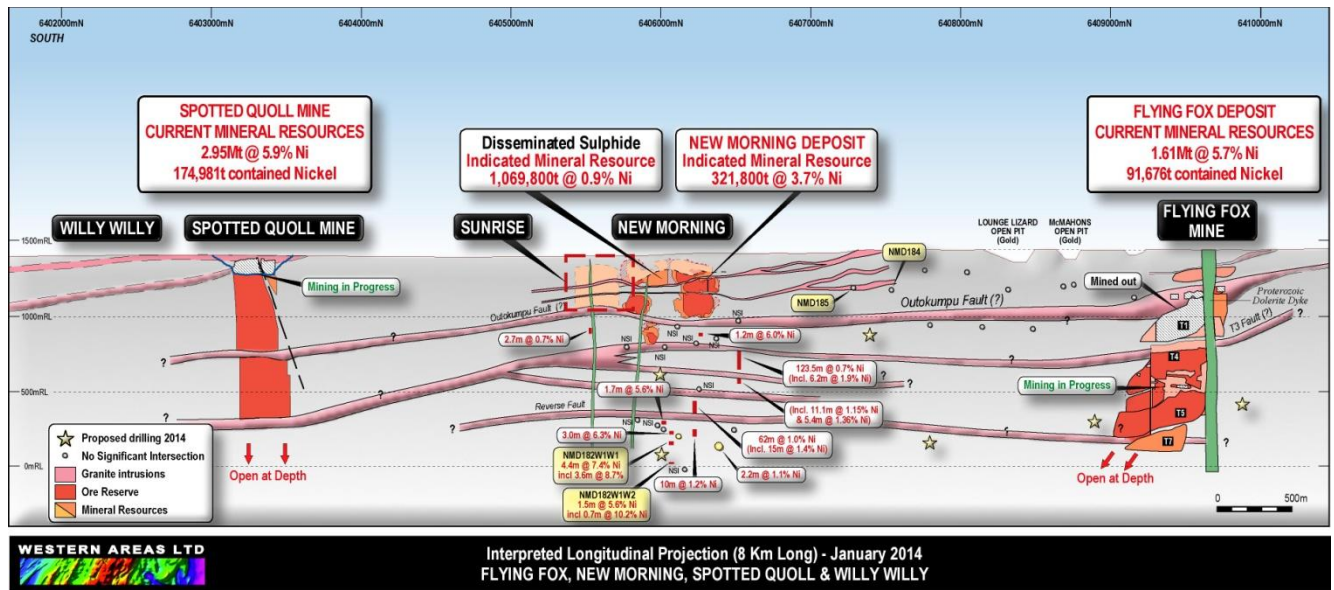 6402000mN
6403000mN
6404000mN
6405000mN
6406000mN
6407000mN
6408000mN
6409000mN
6410000mN
SOUTH
SPOTTED QUOLL MINE
CURRENT MINERAL RESOURCES
2.95Mt @ 5.9% Ni
174,981t contained Nickel
Disseminated Sulphide
Indicated Mineral Resource
1,069,800t @ 0.9% Ni
NEW MORNING DEPOSIT
Indicated Mineral Resource
321,800t @ 3.7% Ni
FLYING FOX DEPOSIT
CURRENT MINERAL RESOURCES
1.61Mt @ 5.7% Ni
91,676t contained Nickel
WILLY WILLY
SPOTTED QUOLL MINE
SUNRISE
NEW MORNING
LOUNGE LIZARD
OPEN PIT
(Gold)
McMAHONS
OPEN PIT
(Gold)
FLYING FOX
MINE
1500mRL
1000mRL
500mRL
0mRL
Mining in Progress
NMD184
NMD185
Mined out
Proterozoic
Dolerite Dyke
Outokumpu Fault (?)
Outokumpu Fault (?)
T3 Fault (?)
T1
T4
T5
T7
Mining in Progress
2.7m @ 0.7% Ni
NSI
NSI
NSI
NSI
NSI
NSI
NSI
NSI
NSI
NSI
1.2m @ 6.0% Ni
123.5m @ 0.7% Ni
(Incl. 6.2m @ 1.9% Ni)
1.7m @ 5.6% Ni
(Incl. 11.1m @ 1.15% Ni
& 5.4m @ 1.36% Ni)
Reverse Fault
3.0m @ 6.3% Ni
62m @ 1.0% Ni
(Incl. 15m @ 1.4% Ni)
NMD182W1W1
4.4m @ 7.4% Ni
incl 3.6m @ 8.7%
2.2m @ 1.1% Ni
10m @ 1.2% Ni
NMD182W1W2
1.5m @ 5.6% Ni
incl 0.7m @ 10.2% Ni
?
?
?
?
?
?
?
?
?
?
Open at Depth
Open at Depth
Proposed drilling 2014
No Significant Intersection
Granite intrusions
Ore Reserve
Mineral Resources
0
500m
WESTERN AREAS LTD
Interpreted Longitudinal Projection (8 Km Long) - January 2014
FLYING FOX, NEW MORNING, SPOTTED QUOLL & WILLY WILLY